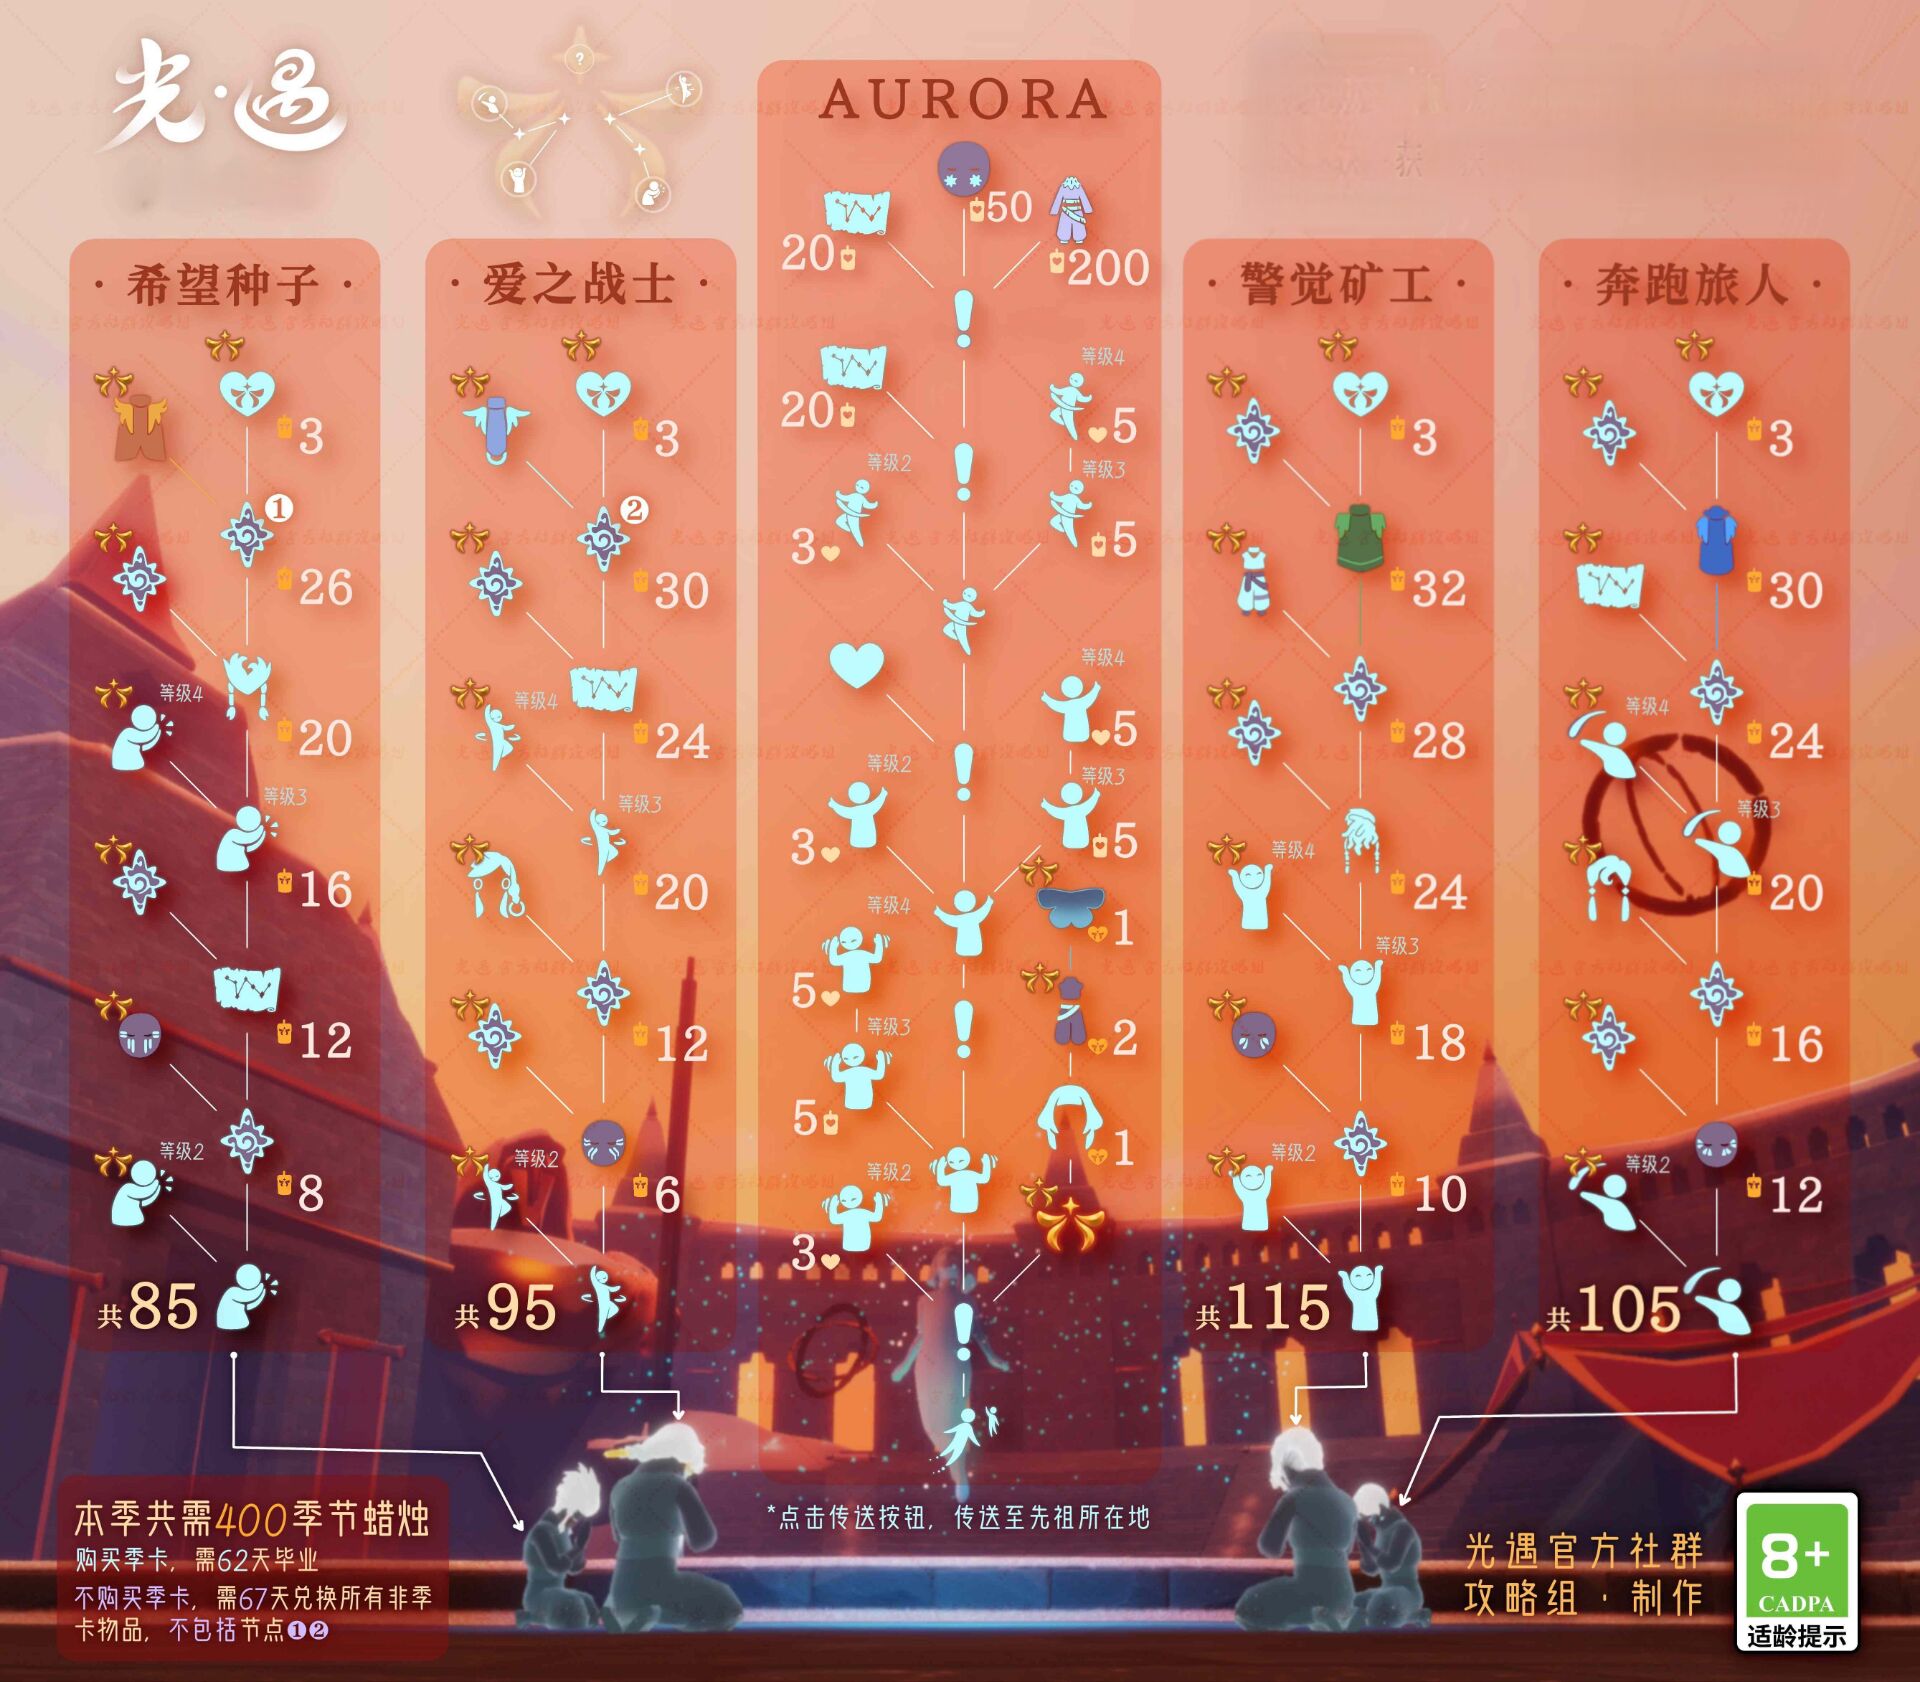 光·遇
?
AURORA
50
20
200
20
等级4
5
等级2
等级3
3
5
等级4
5
等级2
等级3
3
5
等级4
1
5
等级3
2
5
1
等级2
3
·希望种子·
3
1
26
等级4
20
等级3
16
12
等级2
8
共85
·爱之战士·
3
2
30
等级4
24
等级3
20
12
等级2
6
共95
·警觉矿工·
3
32
28
等级4
24
等级3
18
等级2
10
共115
·奔跑旅人·
3
30
等级4
24
等级3
20
16
等级2
12
共105
*点击传送按钮，传送至先祖所在地
本季共需400季节蜡烛
购买季卡，需62天毕业
不购买季卡，需67天兑换所有非季
卡物品，不包括节点❶❷
光遇官方社群
攻略组·制作
8+
CADPA
适龄提示